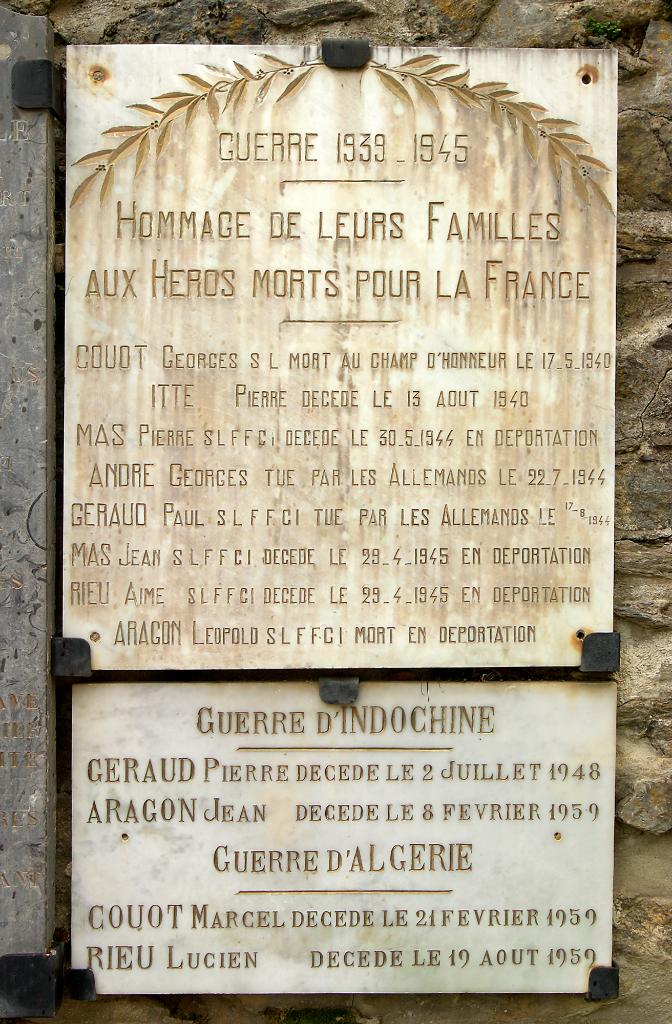 GUERRE 1939_1945
HOMMAGE DE LEURS FAMILLES
AUX HEROS MORTS POUR LA FRANCE
COUOT GEORGES S L MORT AU CHAMP D'HONNEUR LE 17_5_1940
ITTE PIERRE DECEDE LE 13 AOUT 1940
MAS PIERRE S L F F C I DECEDE LE 30_5_1944 EN DEPORTATION
ANDRE GEORGES TUE PAR LES ALLEMANDS LE 22_7_1944
GERAUD PAUL S L F F C I TUE PAR LES ALLEMANDS LE 17-8 1944
MAS JEAN S L F F C I DECEDE LE 29_4_1945 EN DEPORTATION
RIEU AIME S L F F C I DECEDE LE 29_4_1945 EN DEPORTATION
ARAGON LEOPOLD S L F F C I MORT EN DEPORTATION
GUERRE D'INDOCHINE
GERAUD PIERRE DECEDE LE 2 JUILLET 1948
ARAGON JEAN DECEDE LE 8 FEVRIER 1959
GUERRE D'ALGERIE
COUOT MARCEL DECEDE LE 21 FEVRIER 1959
RIEU LUCIEN DECEDE LE 19 AOUT 1959